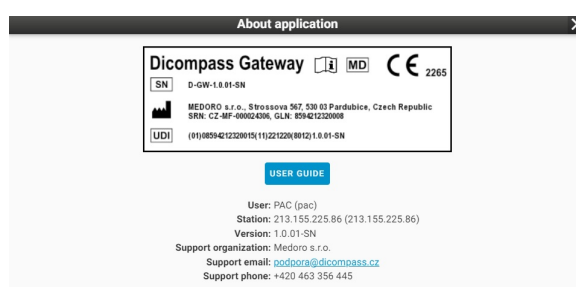 About application
Dicompass Gateway MD CE 2265
SN D-GW-1.0.01-SN
MEDORO s.r.o., Strossova 567, 530 03 Pardubice, Czech Republic
SRN: CZ-MF-000024306, GLN: 8594212320008
UDI (01)08594212320015(11)221220(8012)1.0.01-SN
USER GUIDE
User: PAC (pac)
Station: 213.155.225.86 (213.155.225.86)
Version: 1.0.01-SN
Support organization: Medoro s.r.o.
Support email: podpora@dicompass.cz
Support phone: +420 463 356 445